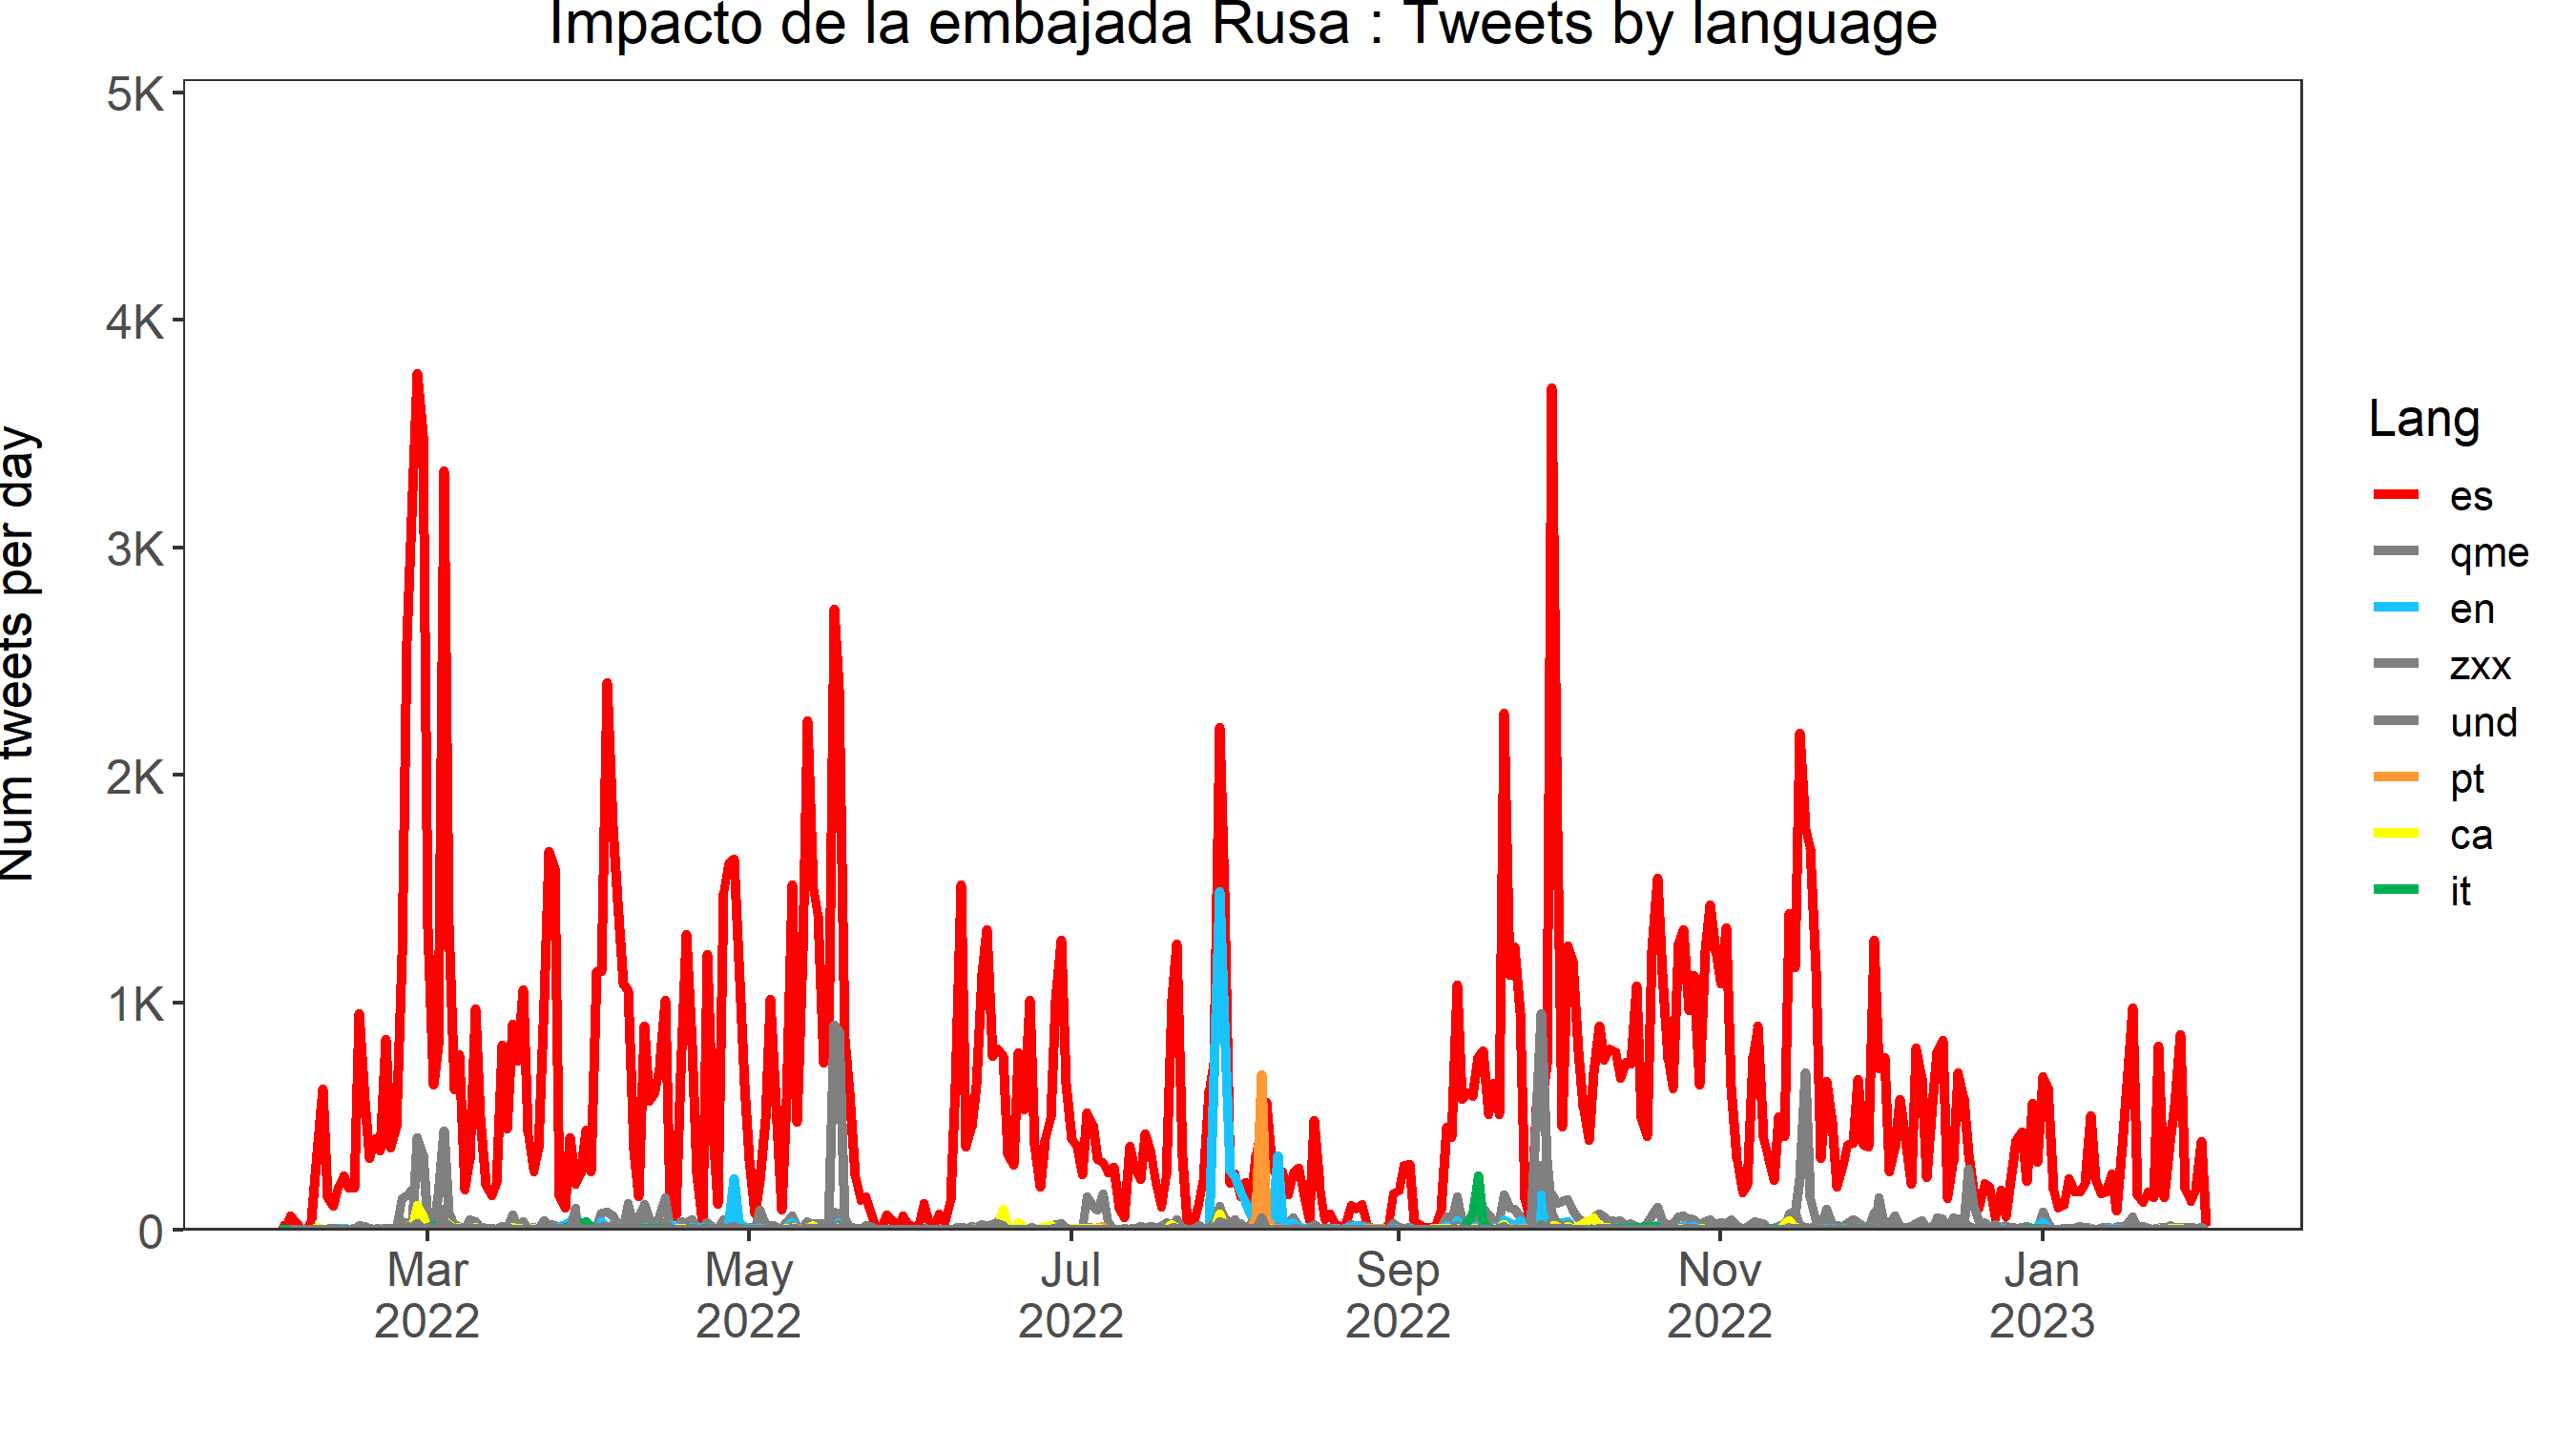 Impacto de la embajada Rusa : Tweets by language
Num tweets per day
5K
4K
3K
2K
1K
0
Mar
2022
May
2022
Jul
2022
Sep
2022
Nov
2022
Jan
2023
Lang
es
qme
en
zxx
und
pt
ca
it